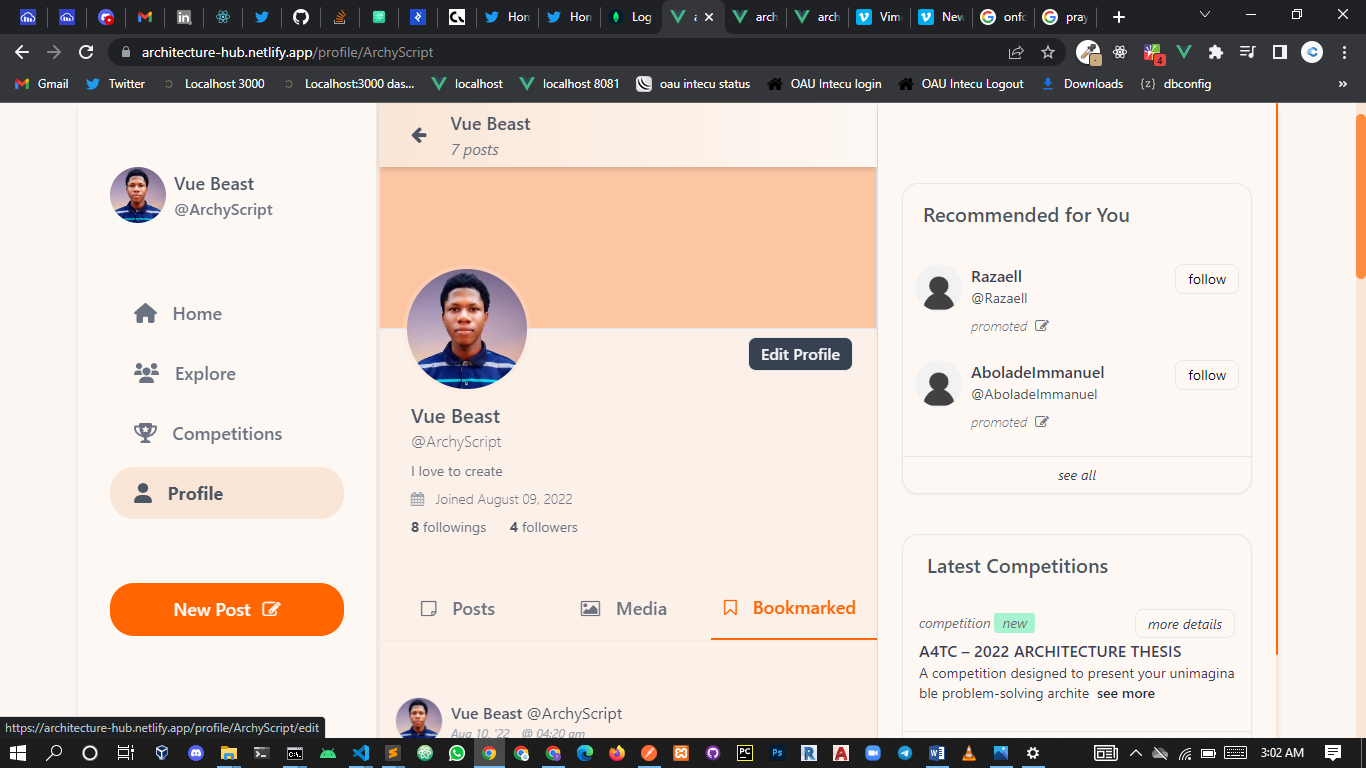 Hon
Hon
Log
a
arch
arch
Vim
New
onfc
pray
architecture-hub.netlify.app/profile/ArchyScript
4
Gmail
Twitter
Localhost 3000
Localhost:3000 das...
localhost
localhost 8081
oau intecu status
OAU Intecu login
OAU Intecu Logout
Downloads
{z} dbconfig
»
Vue Beast
@ArchyScript
Home
Explore
Competitions
Profile
New Post
Vue Beast
7 posts
Edit Profile
Vue Beast
@ArchyScript
I love to create
Joined August 09, 2022
8 followings 4 followers
Posts
Media
Bookmarked
Vue Beast @ArchyScript
Aug 10, '22 @ 04:20 am
Recommended for You
Razaell
@Razaell
promoted
follow
AboladeImmanuel
@AboladeImmanuel
promoted
follow
see all
Latest Competitions
competition new
more details
A4TC – 2022 ARCHITECTURE THESIS
A competition designed to present your unimagina
ble problem-solving archite see more
https://architecture-hub.netlify.app/profile/ArchyScript/edit
3:02 AM